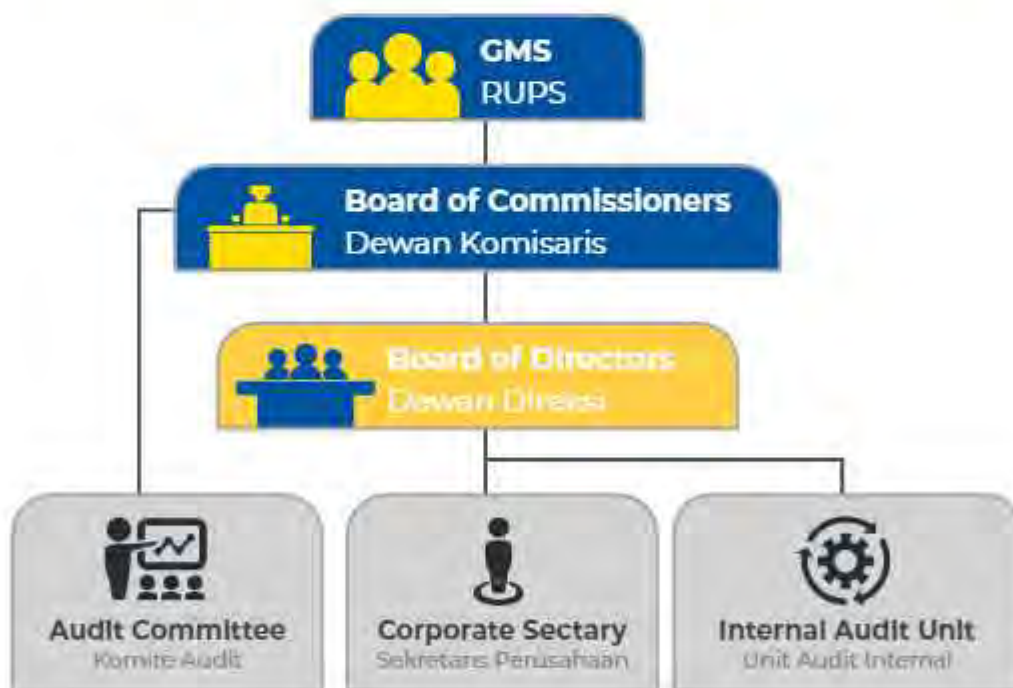 GMS
RUPS
Board of Commissioners
Dewan Komisaris
Board of Directors
Dewan Direksi
Audit Committee
Komite Audit
Corporate Sectary
Sekretaris Perusahaan
Internal Audit Unit
Unit Audit Internal